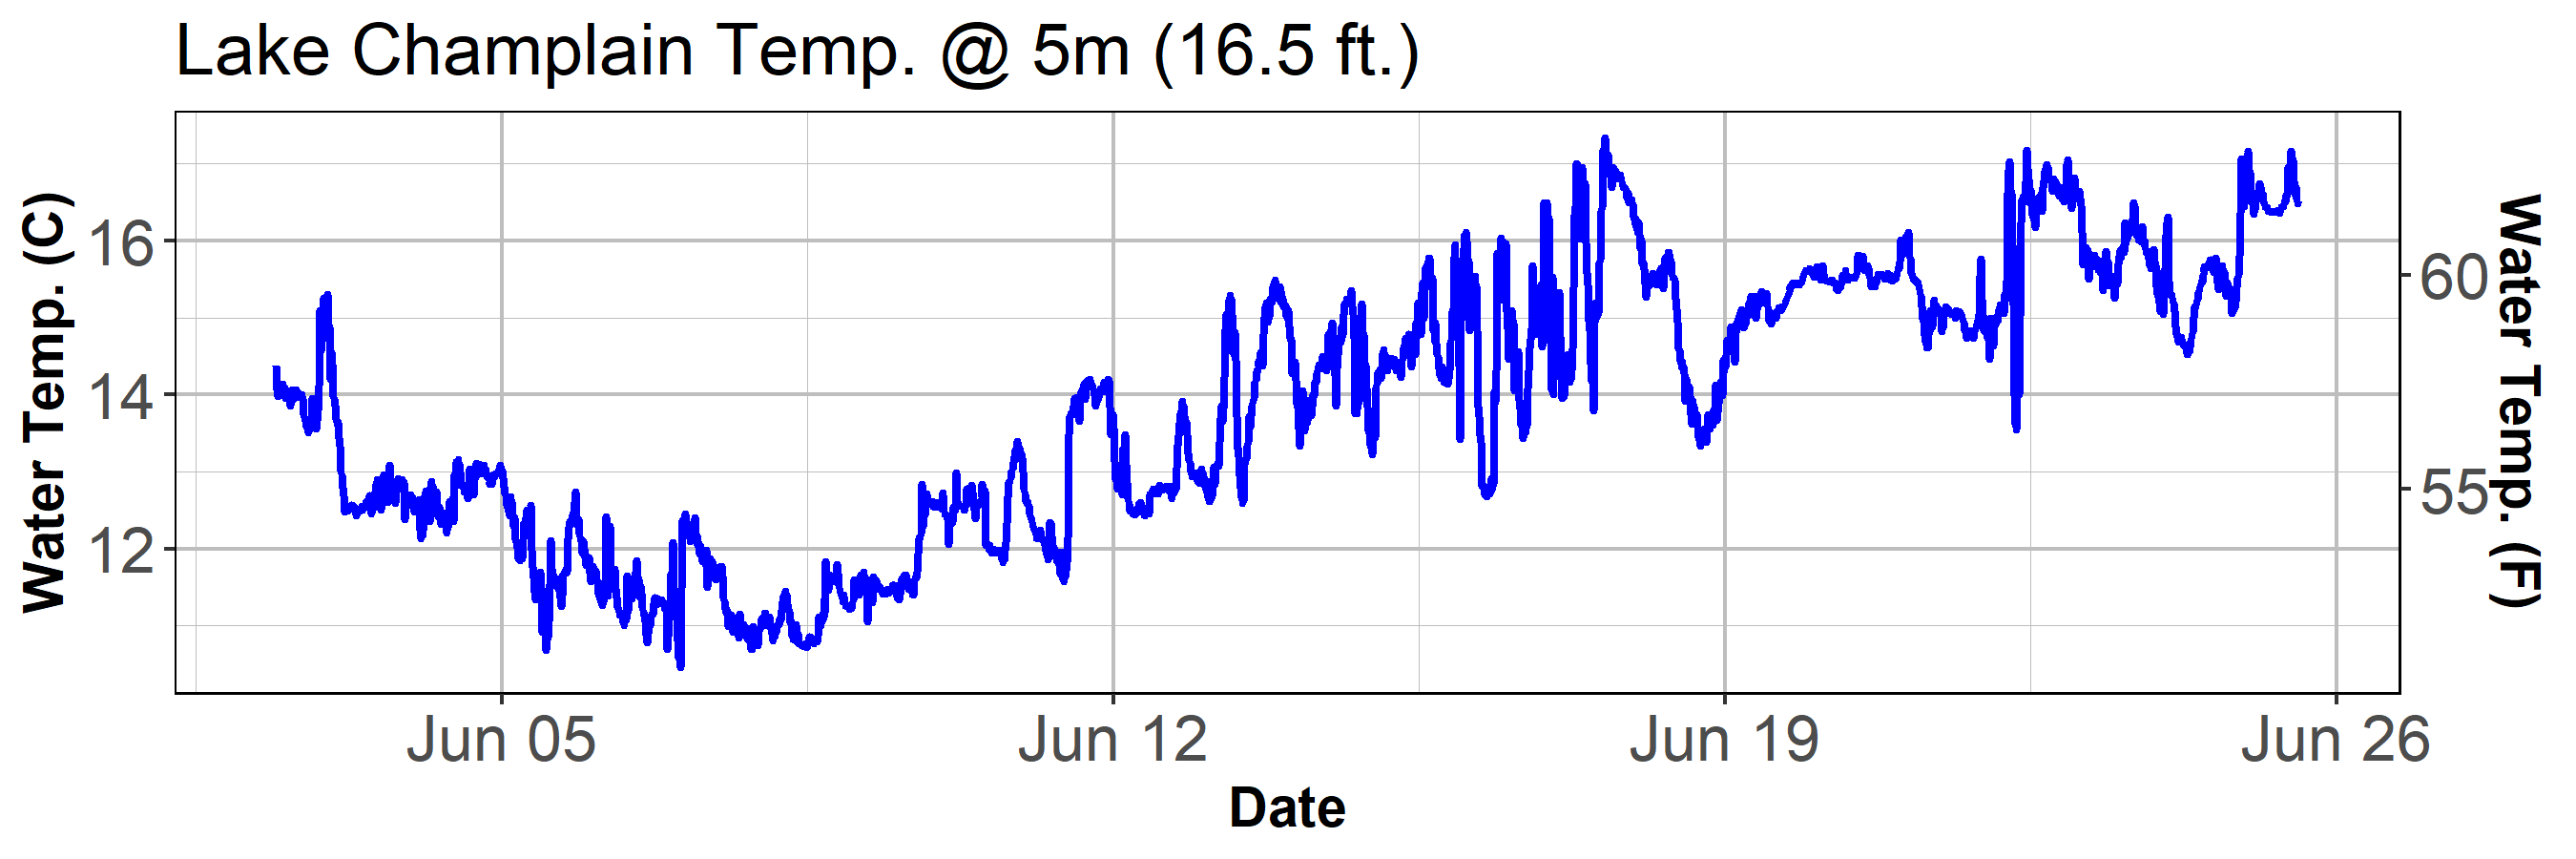 Lake Champlain Temp. @ 5m (16.5 ft.)
Water Temp. (C)
16
14
12
60
55
Water Temp. (F)
Jun 05 Jun 12 Jun 19 Jun 26
Date